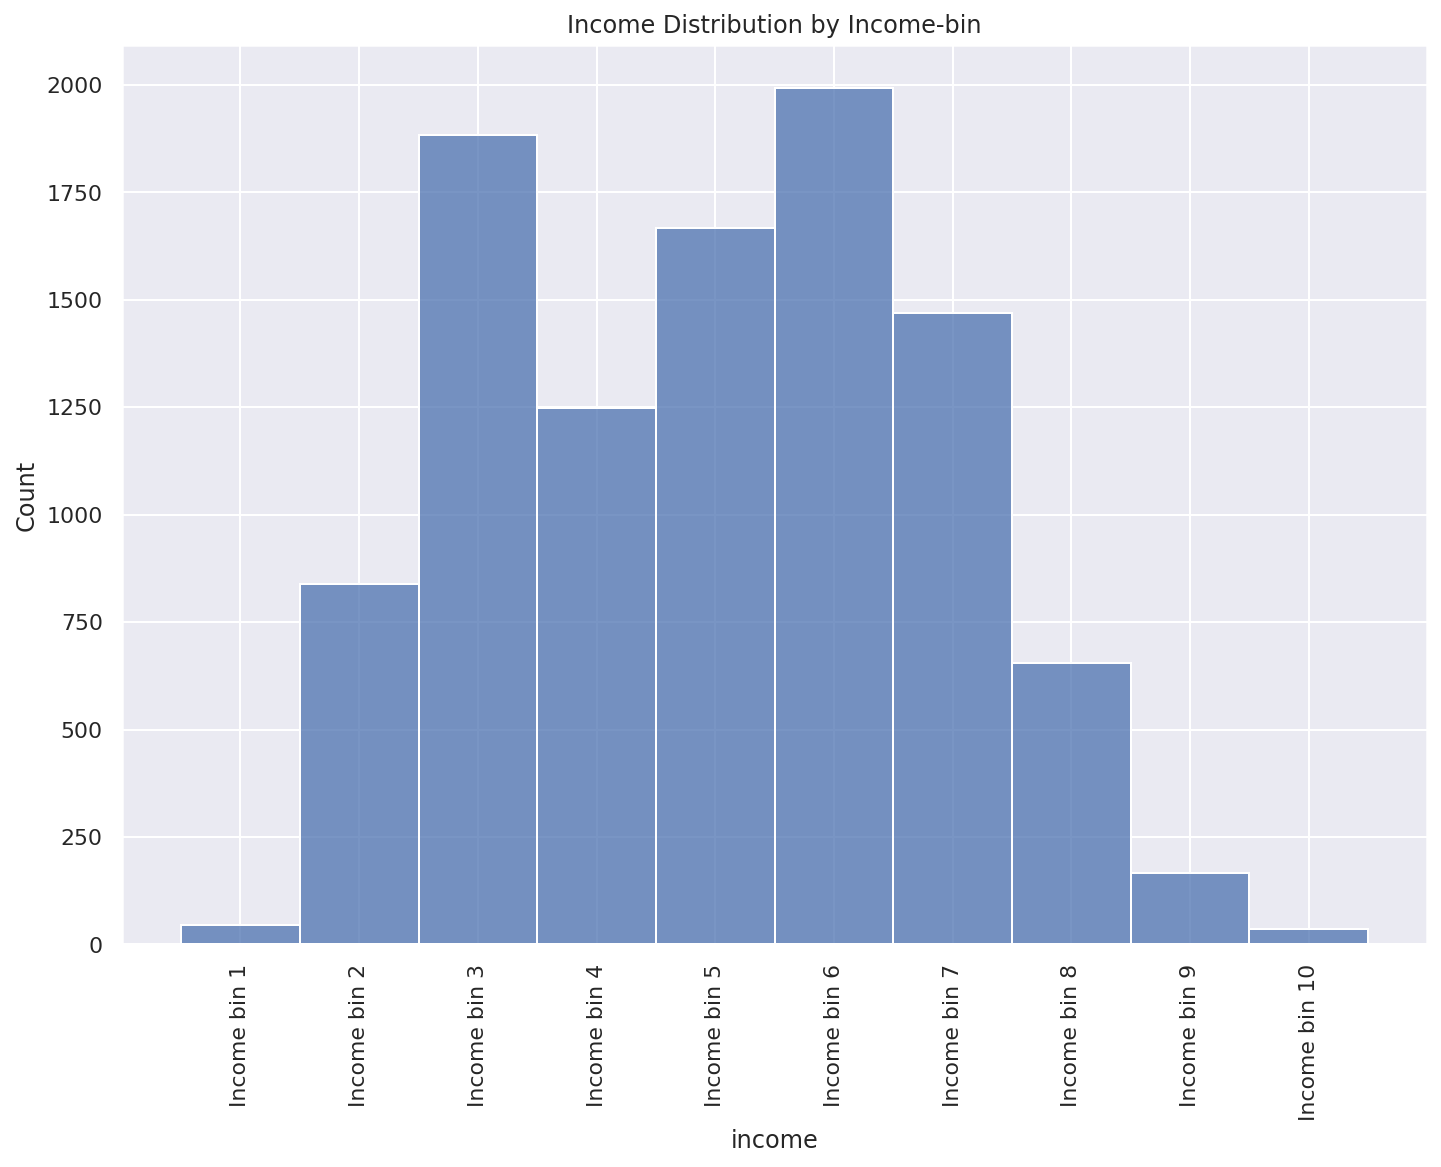 Income Distribution by Income-bin
2000
1750
1500
1250
1000
750
500
250
0
Count
Income bin 1
Income bin 2
Income bin 3
Income bin 4
Income bin 5
Income bin 6
Income bin 7
Income bin 8
Income bin 9
Income bin 10
income